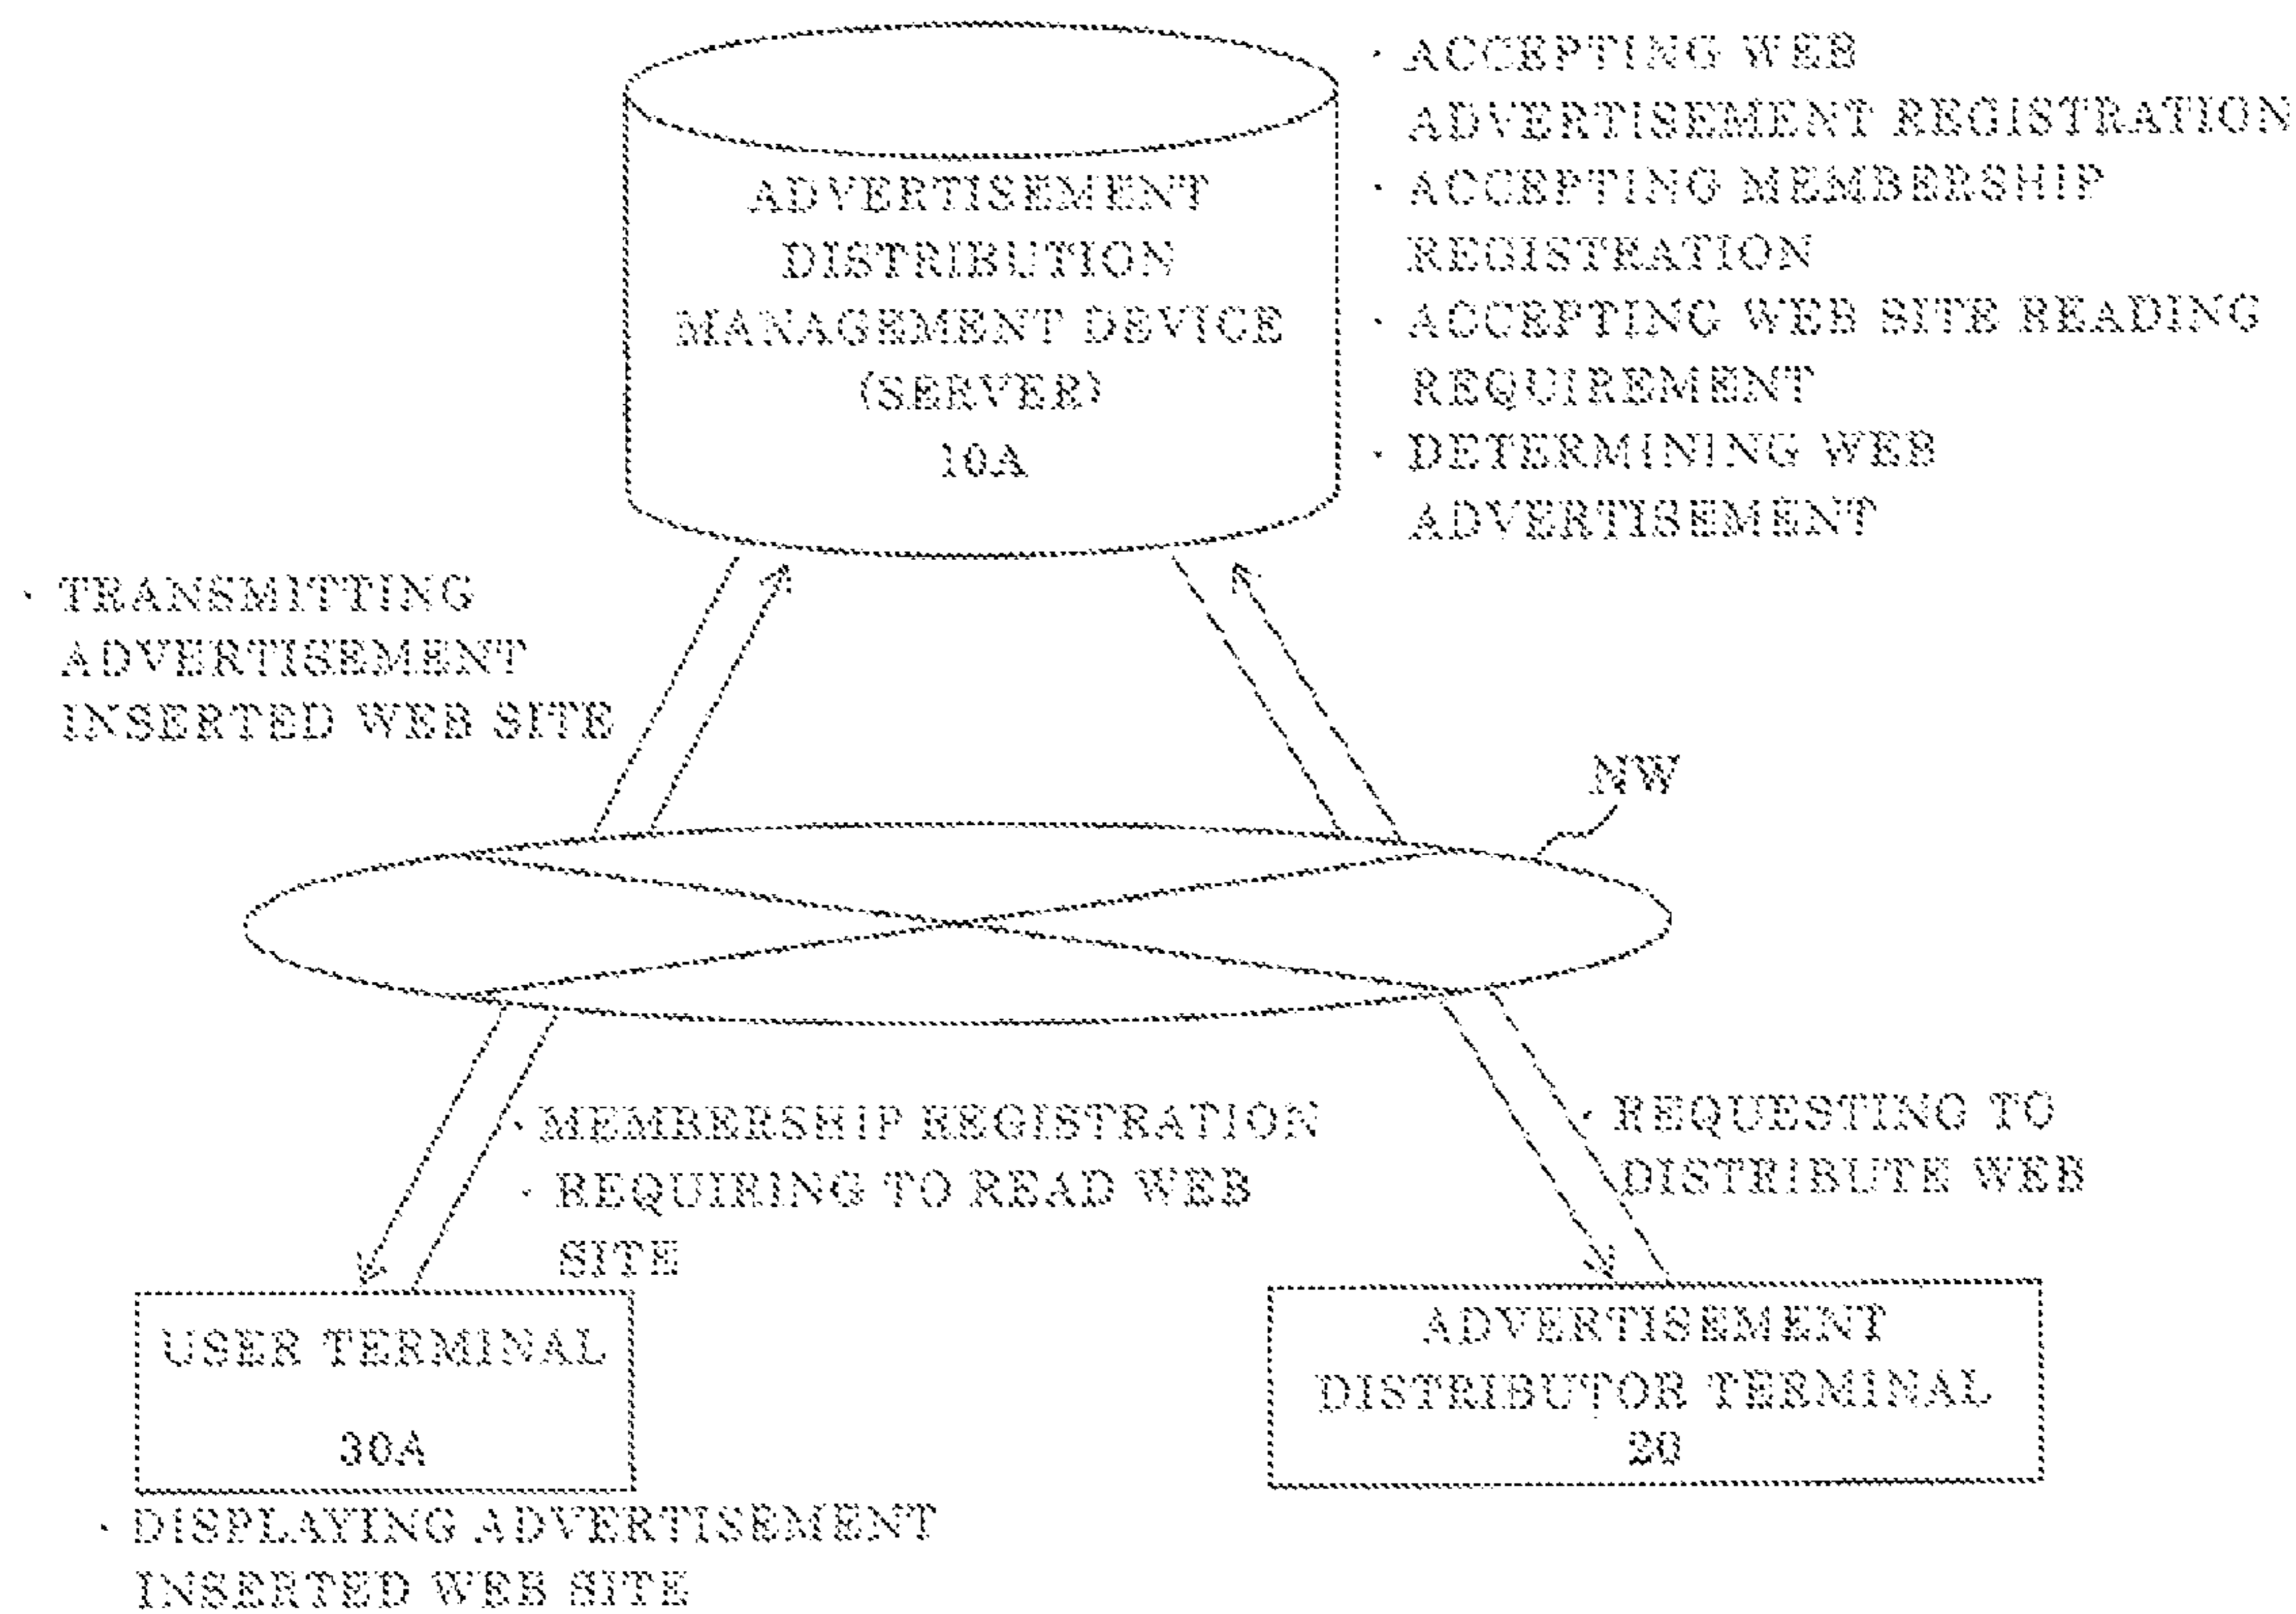 ADVERTISEMENT
DISTRIBUTION
MANAGEMENT DEVICE
(SERVER)
10A
· ACCEPTING WEB
ADVERTISEMENT REGISTRATION
· ACCEPTING MEMBERSHIP
REGISTRATION
· ACCEPTING WEB SITE READING
REQUIREMENT
· DETERMINING WEB
ADVERTISEMENT
· TRANSMITTING
ADVERTISEMENT
INSERTED WEB SITE
NW
· MEMBERSHIP REGISTRATION
· REQUIRING TO READ WEB
SITE
· REQUESTING TO
DISTRIBUTE WEB
USER TERMINAL
30A
ADVERTISEMENT
DISTRIBUTOR TERMINAL
20
· DISPLAYING ADVERTISEMENT
INSERTED WEB SITE